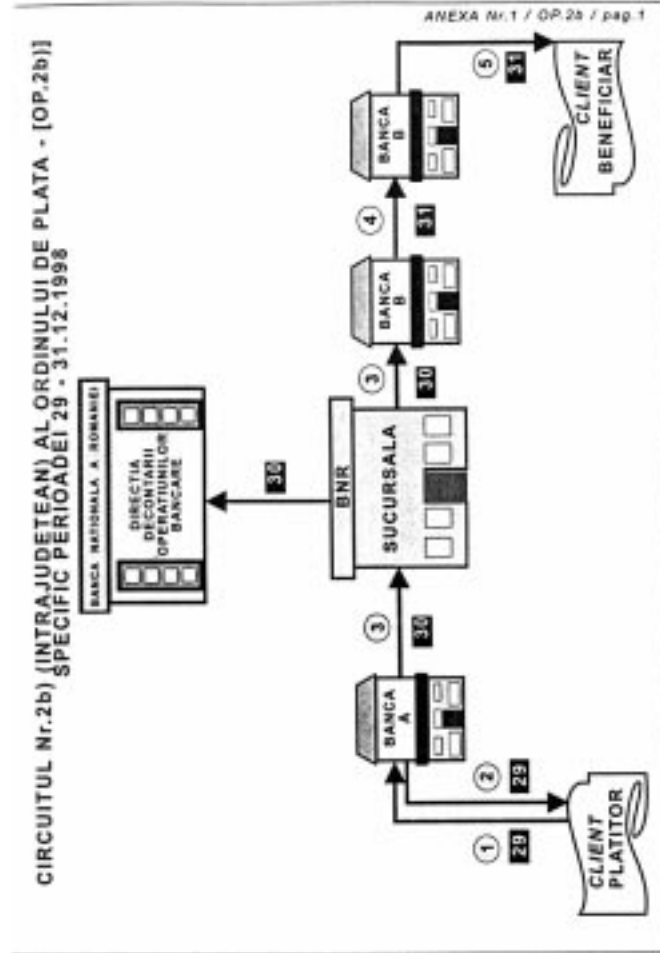 ANEXA Nr.1 / OP.2b / pag.1
CIRCUITUL Nr.2b) (INTRAJUDETEAN) AL ORDINULUI DE PLATA - [OP.2b)]
SPECIFIC PERIOADEI 29 - 31.12.1998
BANCA NATIONALA A ROMANIEI
DIRECTIA
DECONTARII
OPERATIUNILOR
BANCARE
30
BNR
SUCURSALA
BANCA
A
3
30
3
30
BANCA
B
4
31
BANCA
B
5
31
CLIENT
BENEFICIAR
1
29
2
29
CLIENT
PLATITOR